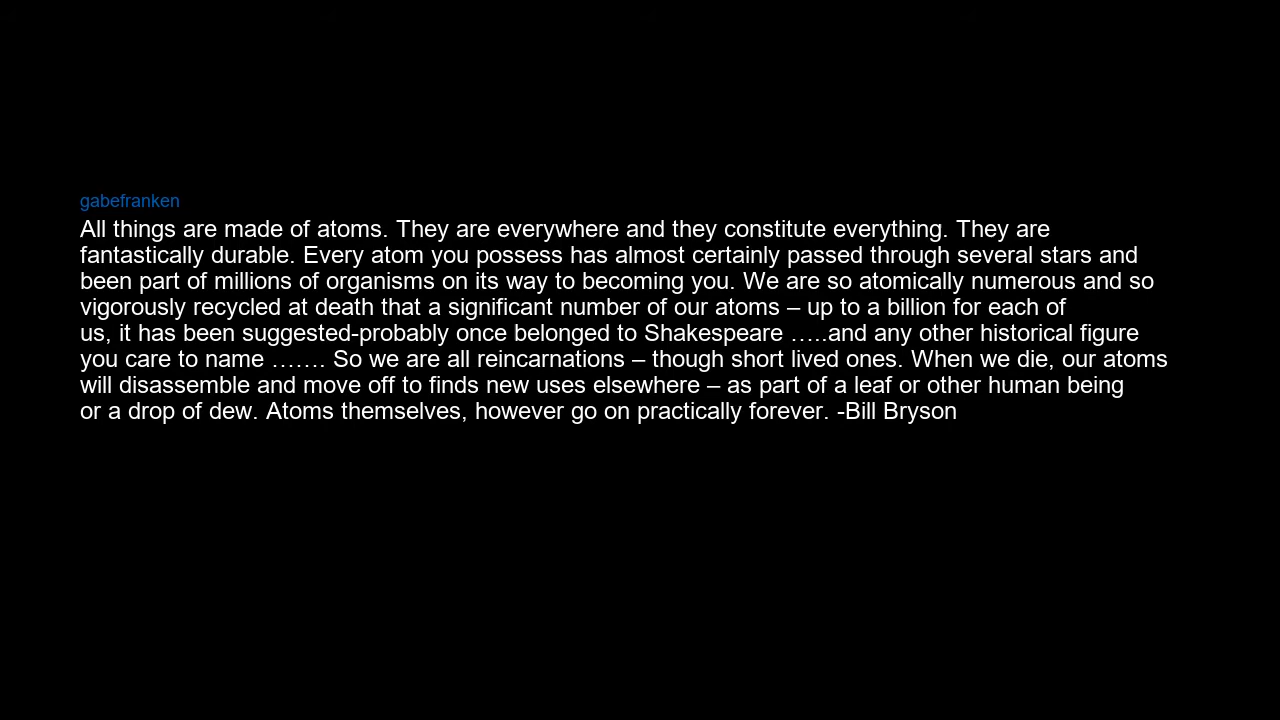 gabefranken
All things are made of atoms. They are everywhere and they constitute everything. They are
fantastically durable. Every atom you possess has almost certainly passed through several stars and
been part of millions of organisms on its way to becoming you. We are so atomically numerous and so
vigorously recycled at death that a significant number of our atoms – up to a billion for each of
us, it has been suggested-probably once belonged to Shakespeare …..and any other historical figure
you care to name ……. So we are all reincarnations – though short lived ones. When we die, our atoms
will disassemble and move off to finds new uses elsewhere – as part of a leaf or other human being
or a drop of dew. Atoms themselves, however go on practically forever. -Bill Bryson